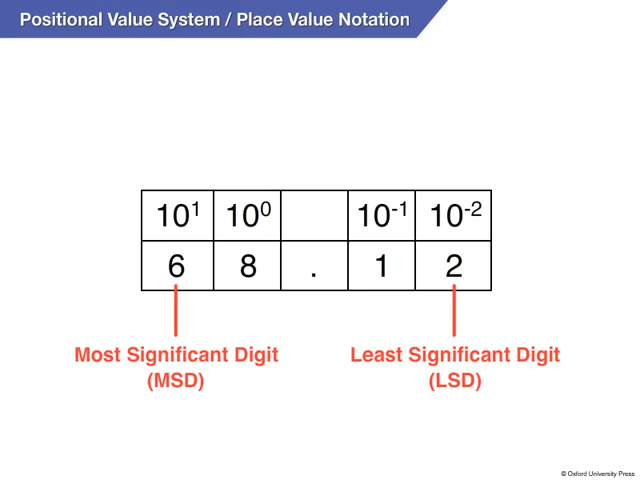 Positional Value System / Place Value Notation
10¹ 10⁰ 10⁻¹ 10⁻²
6 8 . 1 2
Most Significant Digit
(MSD)
Least Significant Digit
(LSD)
© Oxford University Press